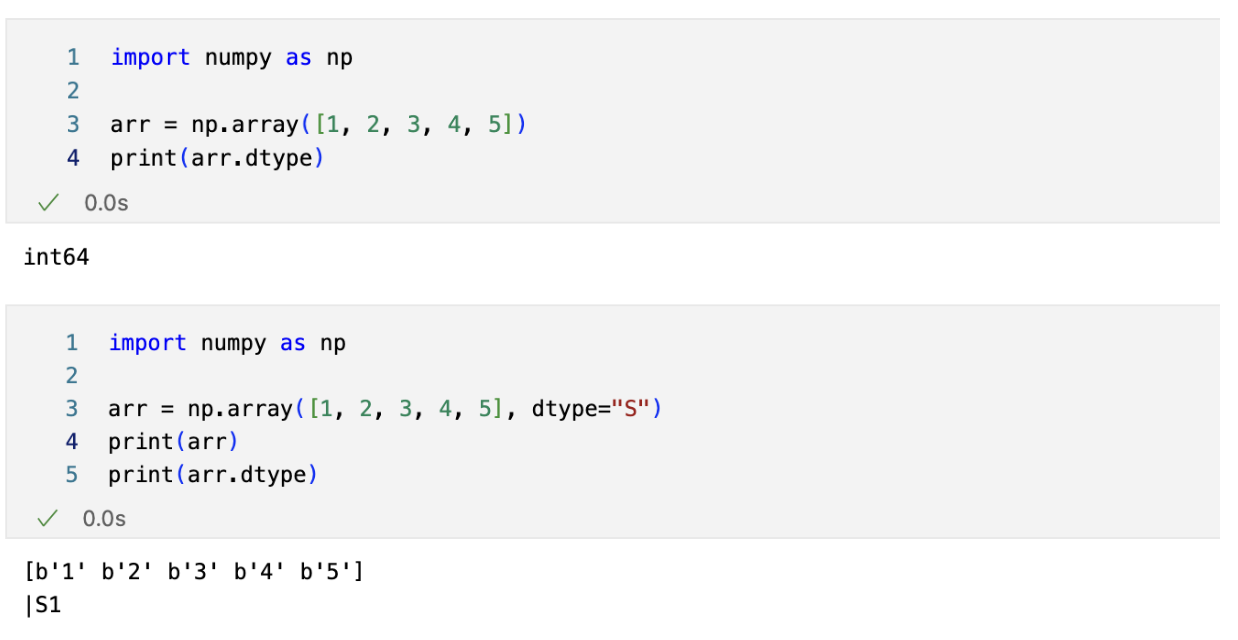 1 import numpy as np
2
3 arr = np.array([1, 2, 3, 4, 5])
4 print(arr.dtype)
0.0s
int64
1 import numpy as np
2
3 arr = np.array([1, 2, 3, 4, 5], dtype="S")
4 print(arr)
5 print(arr.dtype)
0.0s
[b'1' b'2' b'3' b'4' b'5']
|S1